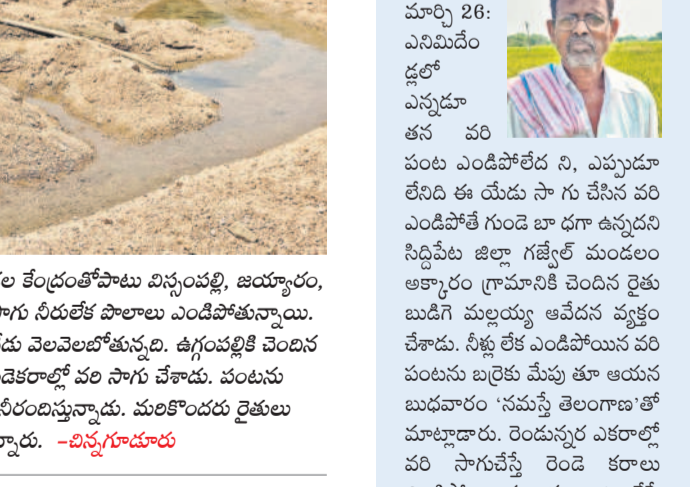 ల కేంద్రంతోపాటు విస్సంపల్లి, జయ్యారం,
నీరులేక పొలాలు ఎండిపోతున్నాయి.
వెలవెలబోతున్నది. ఉగ్గంపల్లికి చెందిన
వరి సాగు చేశాడు. పంటను
నీరందిస్తున్నాడు. మరికొందరు రైతులు
–చిన్నగూడూరు
మార్చి 26:
ఎనిమిదేం
డ్లలో
ఎన్నడూ
తన వరి
పంట ఎండిపోలేద ని, ఎప్పుడూ
లేనిది ఈ యేడు సా గు చేసిన వరి
ఎండిపోతే గుండె బా ధగా ఉన్నదని
సిద్దిపేట జిల్లా గజ్వేల్ మండలం
అక్కారం గ్రామానికి చెందిన రైతు
బుడిగె మల్లయ్య ఆవేదన వ్యక్తం
చేశాడు. నీళ్లు లేక ఎండిపోయిన వరి
పంటను బర్రెకు మేపు తూ ఆయన
బుధవారం ‘నమస్తే తెలంగాణ’తో
మాట్లాడారు. రెండున్నర ఎకరాల్లో
వరి సాగుచేస్తే రెండె కరాలు